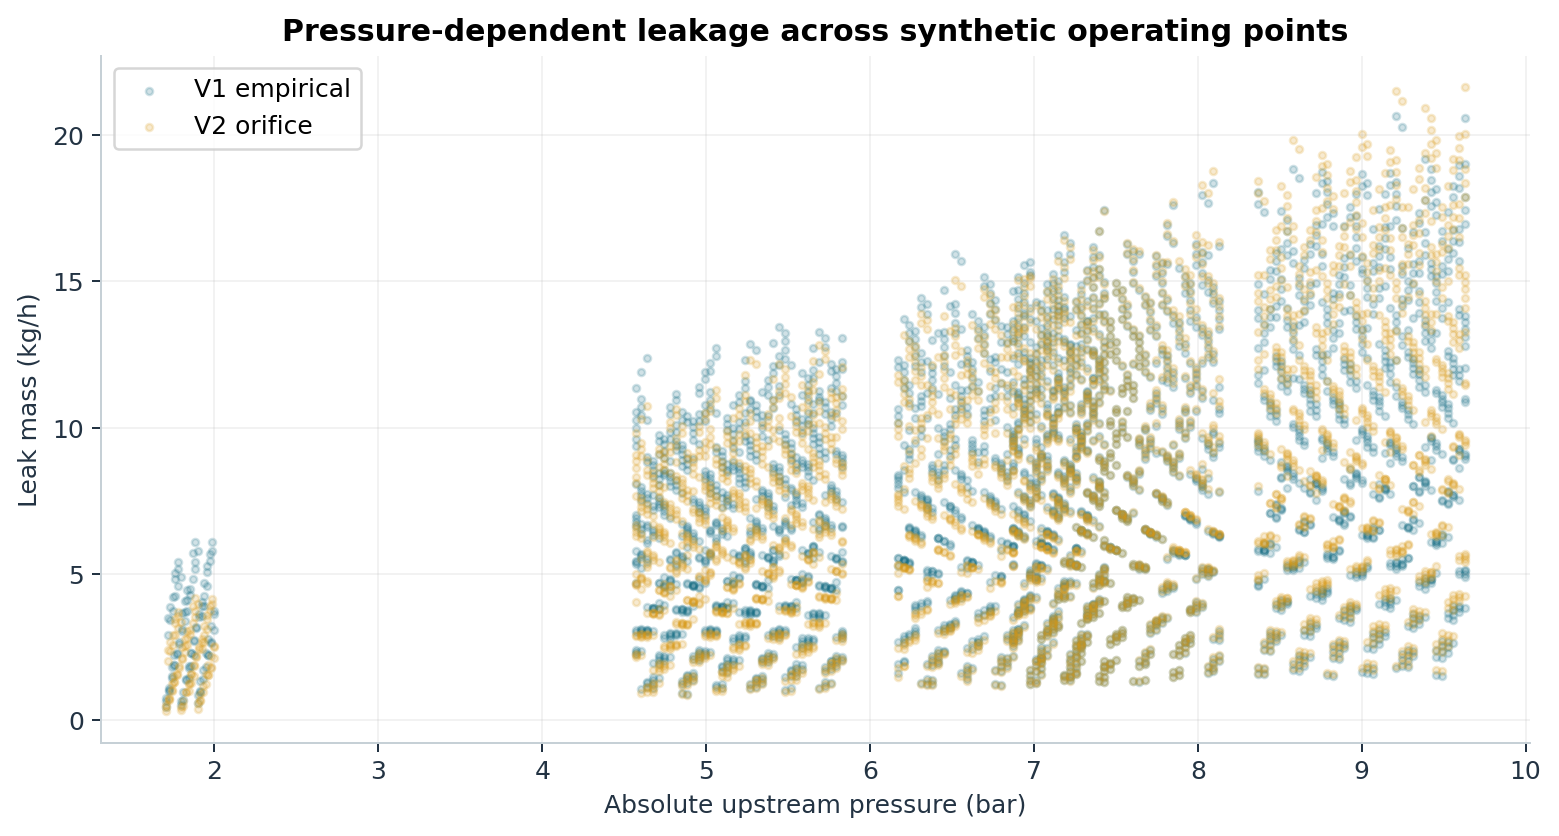 Pressure-dependent leakage across synthetic operating points
V1 empirical
V2 orifice
Leak mass (kg/h)
20
15
10
5
0
2 3 4 5 6 7 8 9 10
Absolute upstream pressure (bar)